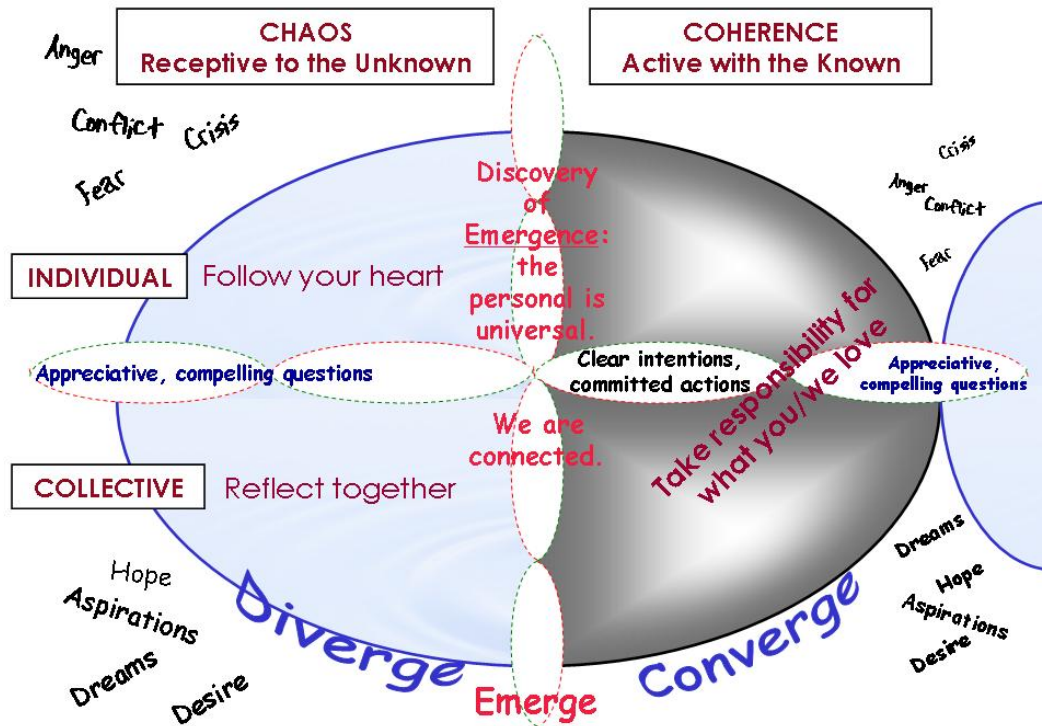 CHAOS
Receptive to the Unknown
COHERENCE
Active with the Known
Anger
Conflict
Crisis
Fear
Crisis
Anger
Conflict
Fear
Discovery
of
Emergence:
the
personal is
universal.
INDIVIDUAL
Follow your heart
Appreciative, compelling questions
Clear intentions,
committed actions
Appreciative,
compelling questions
Take responsibility for
what you/we love
We are
connected.
COLLECTIVE
Reflect together
Hope
Aspirations
Dreams
Desire
Diverge
Emerge
Converge
Dreams
Hope
Aspirations
Desire